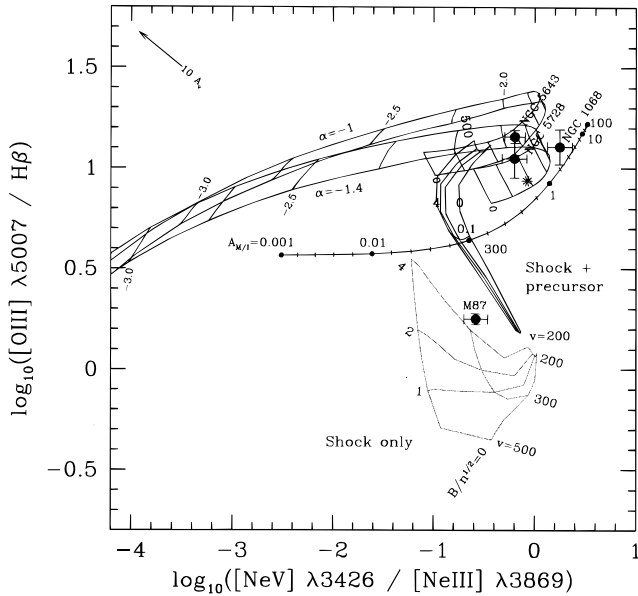 1.5
1
0.5
0
−0.5
log₁₀([OIII] λ5007 / Hβ)
10 Aᵥ
α=−1
−2.5
−2.0
500
NGC 5643
NGC 5728
NGC 1068
100
10
1
−3.0
−2.5
α=−1.4
−3.0
0
4
0
0
A_M/I=0.001
0.01
0.1
300
Shock +
precursor
4
M87
v=200
2
200
1
300
Shock only
v=500
B/n^1/2=0
−4
−3
−2
−1
0
1
log₁₀([NeV] λ3426 / [NeIII] λ3869)